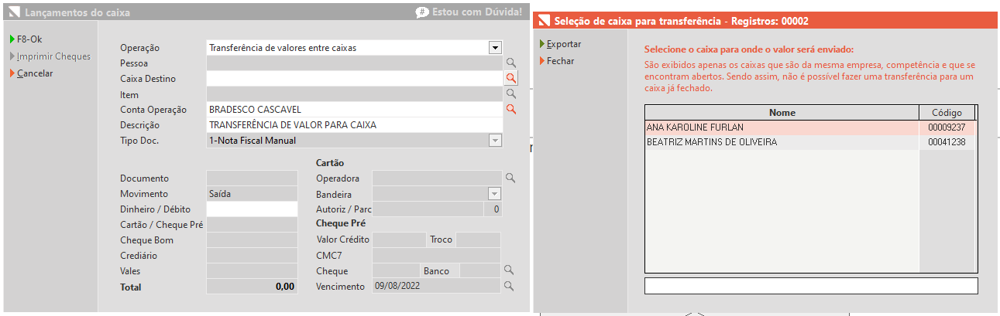 Lançamentos do caixa
# Estou com Dúvida!
F8-Ok
Imprimir Cheques
Cancelar
Operação Transferência de valores entre caixas
Pessoa
Caixa Destino
Item
Conta Operação BRADESCO CASCAVEL
Descrição TRANSFERÊNCIA DE VALOR PARA CAIXA
Tipo Doc. 1-Nota Fiscal Manual
Cartão
Documento Operadora
Movimento Saída Bandeira
Dinheiro / Débito Autoriz / Parc 0
Cartão / Cheque Pré Cheque Pré
Cheque Bom Valor Crédito Troco
Crediário CMC7
Vales Cheque Banco
Total 0,00 Vencimento 09/08/2022
Seleção de caixa para transferência - Registros: 00002
Exportar
Fechar
Selecione o caixa para onde o valor será enviado:
São exibidos apenas os caixas que são da mesma empresa, competência e que se
encontram abertos. Sendo assim, não é possível fazer uma transferência para um
caixa já fechado.
Nome Código
ANA KAROLINE FURLAN 00009237
BEATRIZ MARTINS DE OLIVEIRA 00041238